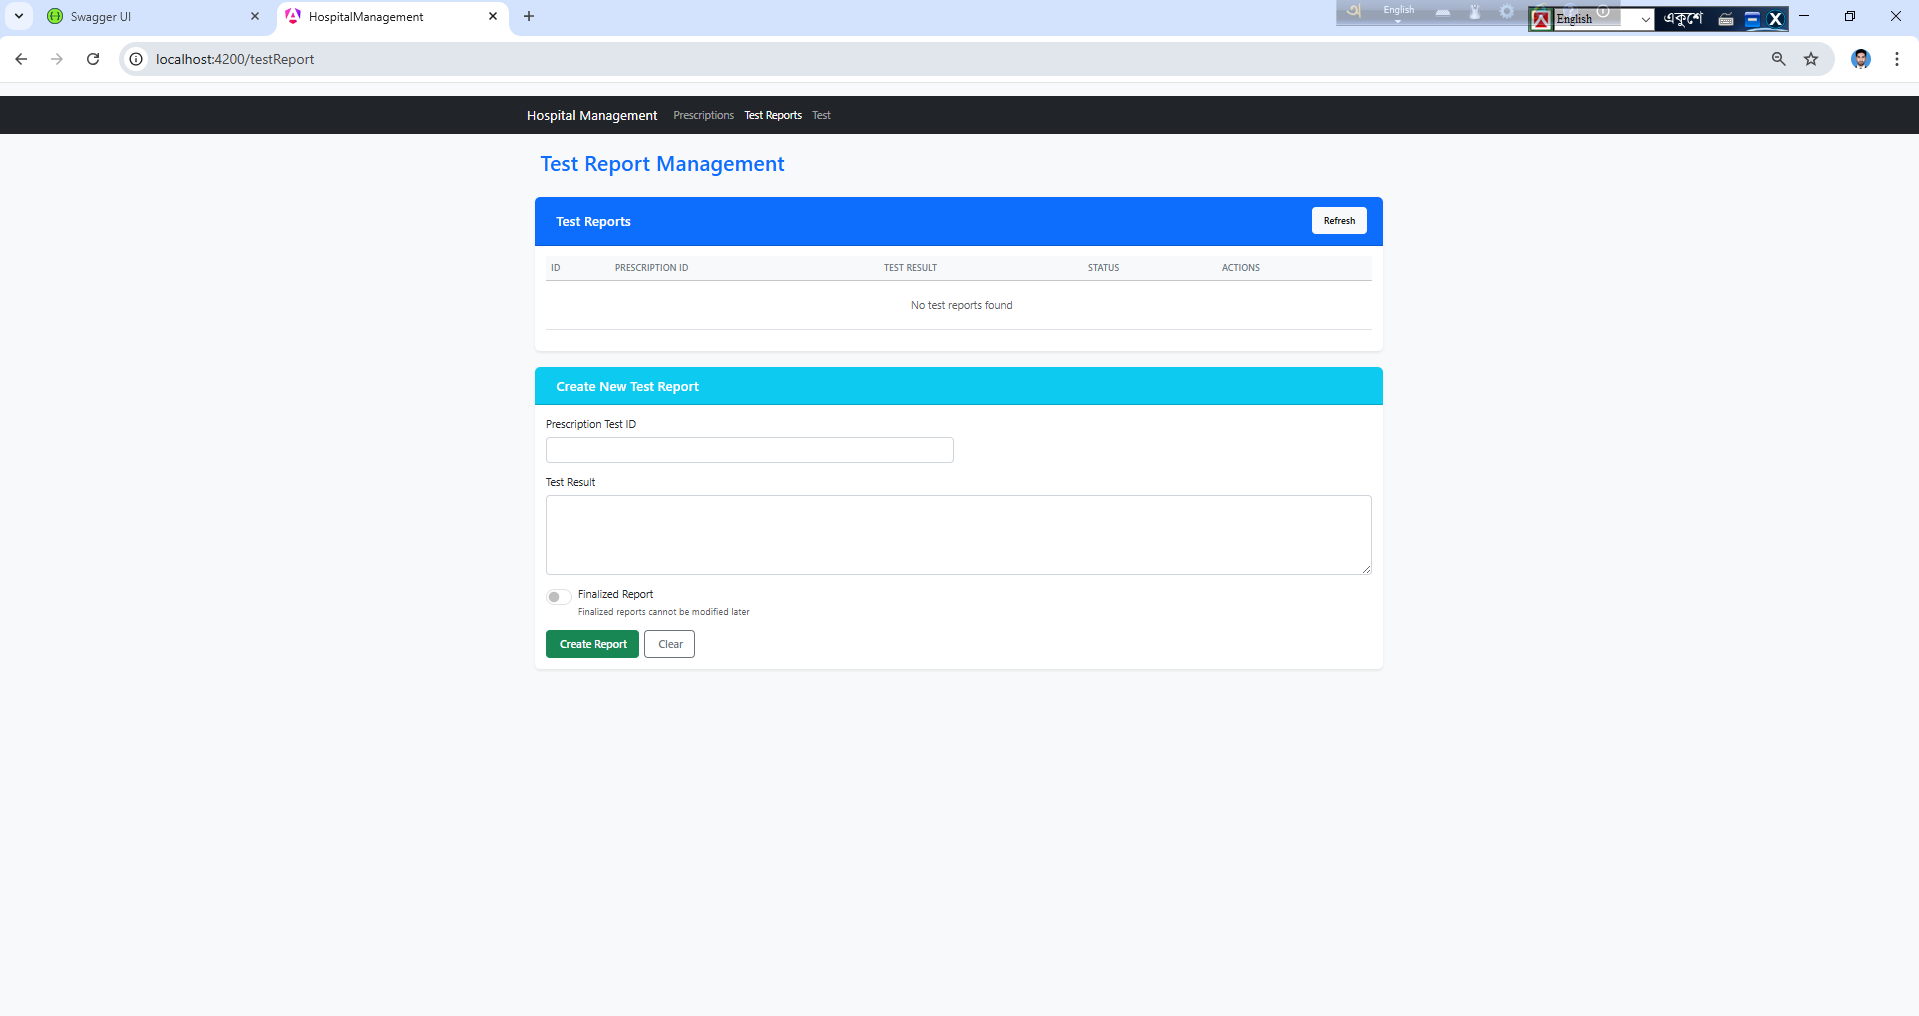 Swagger UI
HospitalManagement
English
English
একুশে
localhost:4200/testReport
Hospital Management Prescriptions Test Reports Test
Test Report Management
Test Reports Refresh
ID PRESCRIPTION ID TEST RESULT STATUS ACTIONS
No test reports found
Create New Test Report
Prescription Test ID
Test Result
Finalized Report
Finalized reports cannot be modified later
Create Report Clear